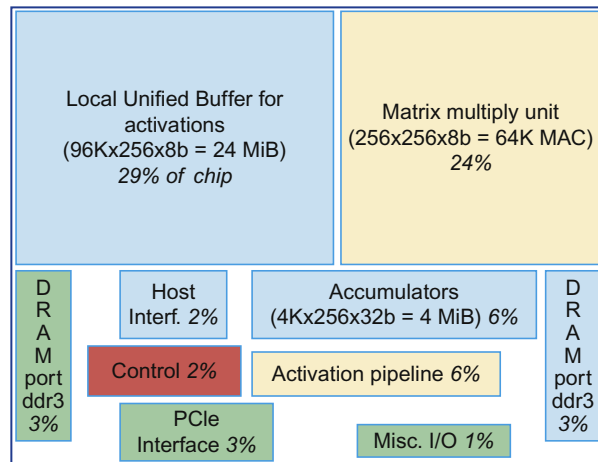 Local Unified Buffer for
activations
(96Kx256x8b = 24 MiB)
29% of chip
Matrix multiply unit
(256x256x8b = 64K MAC)
24%
D
R
A
M
port
ddr3
3%
Host
Interf. 2%
Accumulators
(4Kx256x32b = 4 MiB) 6%
Control 2%
Activation pipeline 6%
PCIe
Interface 3%
Misc. I/O 1%
D
R
A
M
port
ddr3
3%